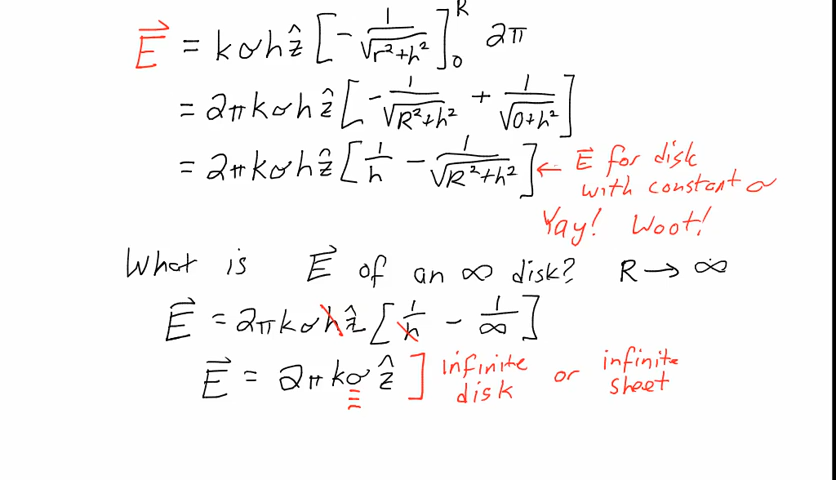 E⃗ = kσhẑ [ - 1/√(r²+h²) ]₀ᴿ 2π
= 2πkσhẑ [ - 1/√(R²+h²) + 1/√(0+h²) ]
= 2πkσhẑ [ 1/h - 1/√(R²+h²) ] ← E⃗ for disk
with constant σ
Yay! Woot!
What is E⃗ of an ∞ disk? R → ∞
E⃗ = 2πkσhẑ [ 1/h - 1/∞ ]
E⃗ = 2πkσẑ ] infinite disk or infinite sheet